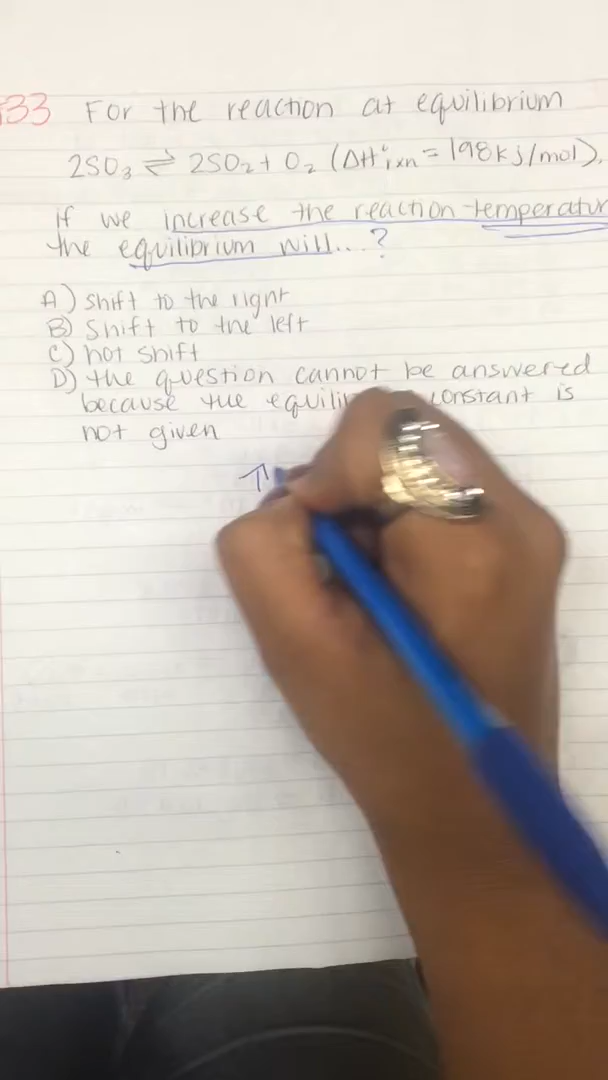 33 For the reaction at equilibrium
2SO₃ ⇌ 2SO₂ + O₂ (ΔH°rxn = 198kJ/mol).
If we increase the reaction temperatur
the equilibrium will...?
A) shift to the right
B) shift to the left
C) not shift
D) the question cannot be answered
because the constant is
not given
↑